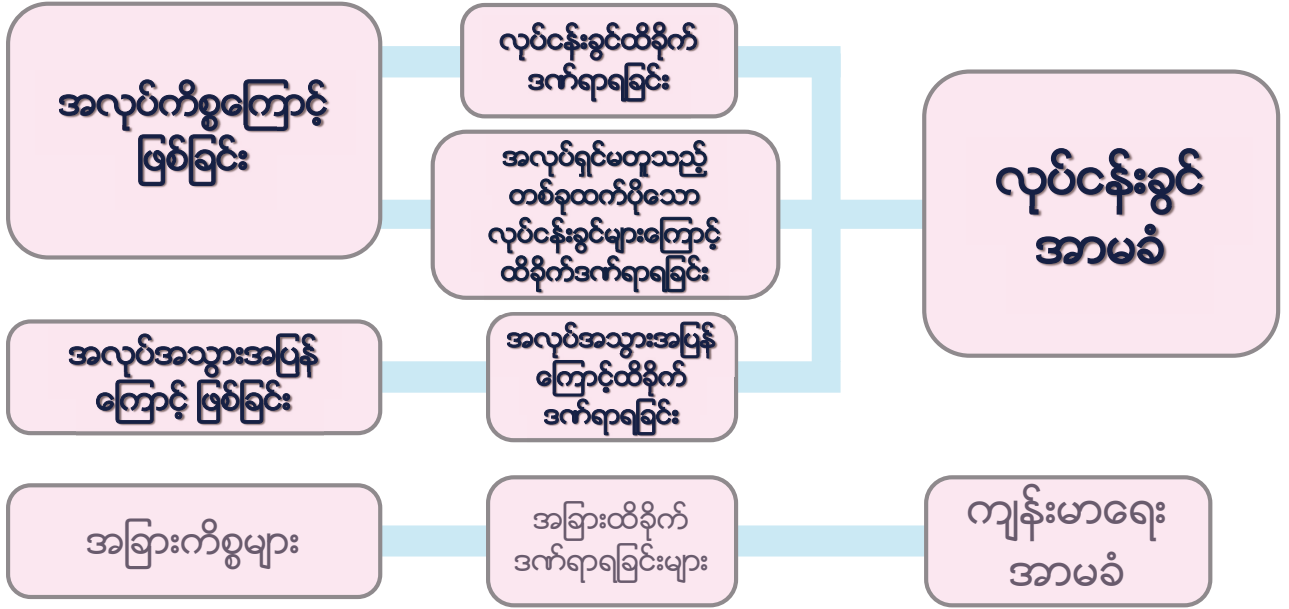 အလုပ်ကိစ္စကြောင့်
ဖြစ်ခြင်း
လုပ်ငန်းခွင်ထိခိုက်
ဒဏ်ရာရခြင်း
အလုပ်ရှင်မတူသည့်
တစ်ခုထက်ပိုသော
လုပ်ငန်းခွင်များကြောင့်
ထိခိုက်ဒဏ်ရာရခြင်း
လုပ်ငန်းခွင်
အာမခံ
အလုပ်အသွားအပြန်
ကြောင့် ဖြစ်ခြင်း
အလုပ်အသွားအပြန်
ကြောင့်ထိခိုက်
ဒဏ်ရာရခြင်း
အခြားကိစ္စများ
အခြားထိခိုက်
ဒဏ်ရာရခြင်းများ
ကျန်းမာရေး
အာမခံ